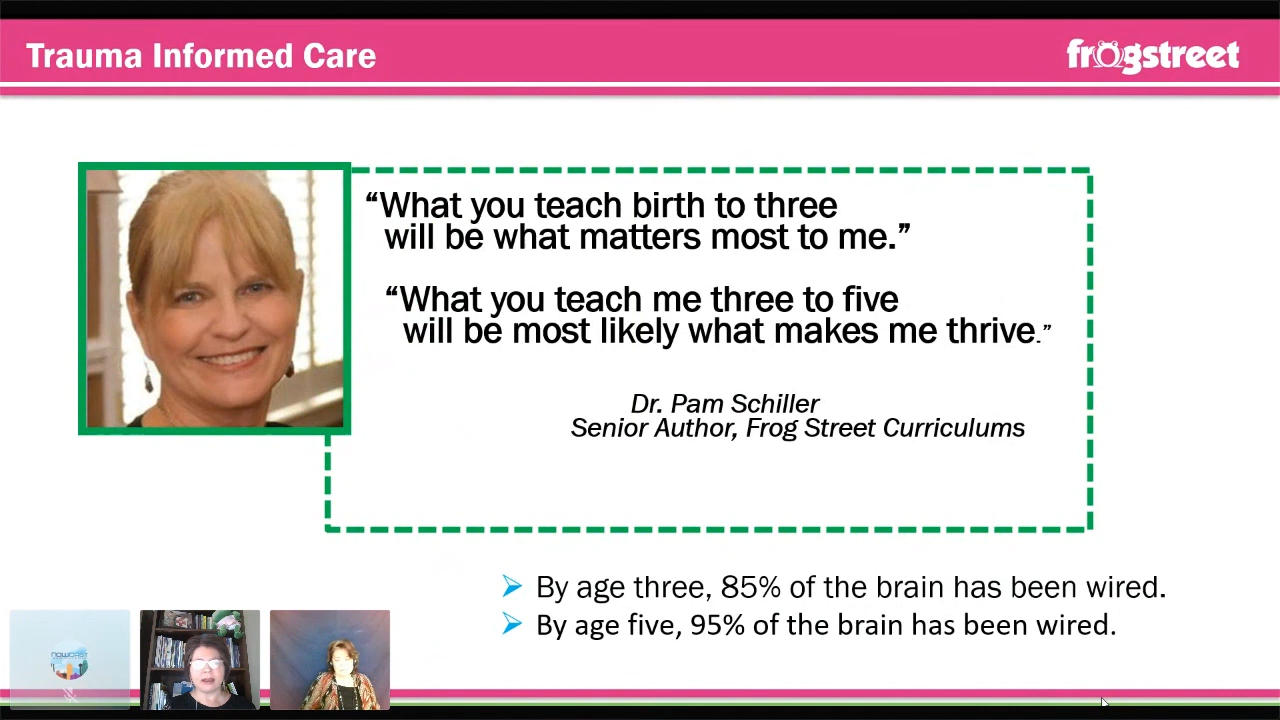 Trauma Informed Care
frogstreet
“What you teach birth to three
will be what matters most to me.”
“What you teach me three to five
will be most likely what makes me thrive.”
Dr. Pam Schiller
Senior Author, Frog Street Curriculums
By age three, 85% of the brain has been wired.
By age five, 95% of the brain has been wired.
NOWCAST